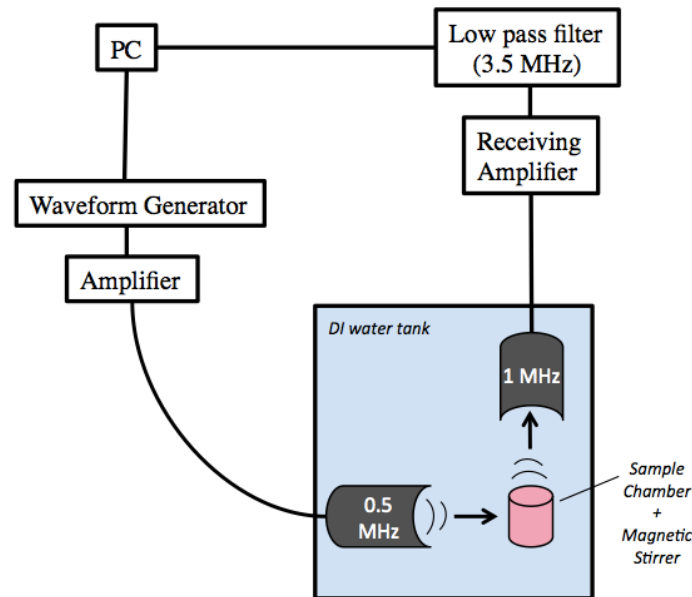 PC
Low pass filter
(3.5 MHz)
Receiving
Amplifier
Waveform Generator
Amplifier
DI water tank
1 MHz
0.5
MHz
Sample
Chamber
+
Magnetic
Stirrer